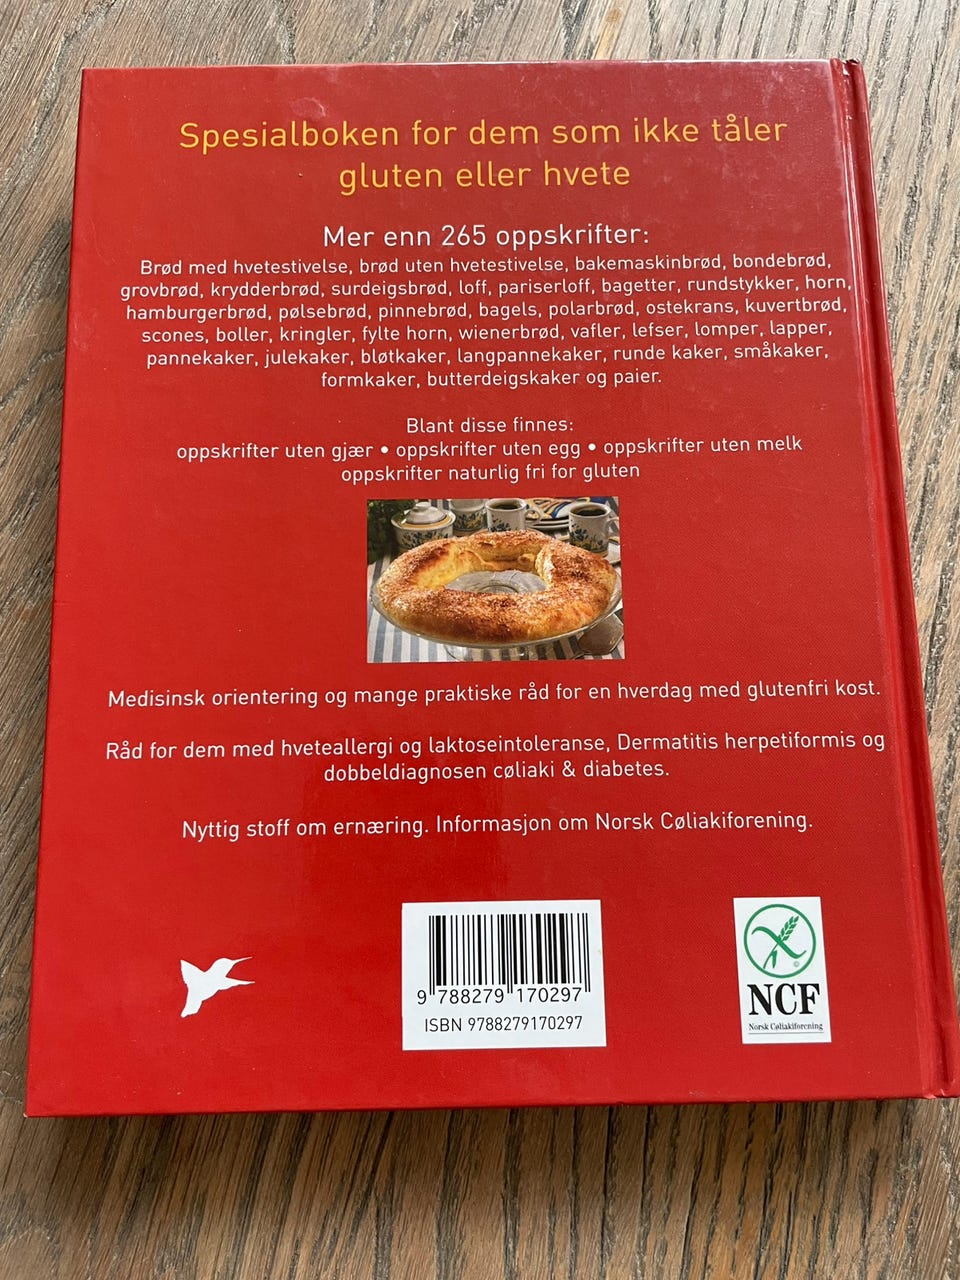 Spesialboken for dem som ikke tåler
gluten eller hvete
Mer enn 265 oppskrifter:
Brød med hvetestivelse, brød uten hvetestivelse, bakemaskinbrød, bondebrød,
grovbrød, krydderbrød, surdeigsbrød, loff, pariserloff, bagetter, rundstykker, horn,
hamburgerbrød, pølsebrød, pinnebrød, bagels, polarbrød, ostekrans, kuvertbrød,
scones, boller, kringler, fylte horn, wienerbrød, vafler, lefser, lomper, lapper,
pannekaker, julekaker, bløtkaker, langpannekaker, runde kaker, småkaker,
formkaker, butterdeigskaker og paier.
Blant disse finnes:
oppskrifter uten gjær • oppskrifter uten egg • oppskrifter uten melk
oppskrifter naturlig fri for gluten
Medisinsk orientering og mange praktiske råd for en hverdag med glutenfri kost.
Råd for dem med hveteallergi og laktoseintoleranse, Dermatitis herpetiformis og
dobbeldiagnosen cøliaki & diabetes.
Nyttig stoff om ernæring. Informasjon om Norsk Cøliakiforening.
9 788279 170297
ISBN 9788279170297
©
NCF
Norsk Cøliakiforening